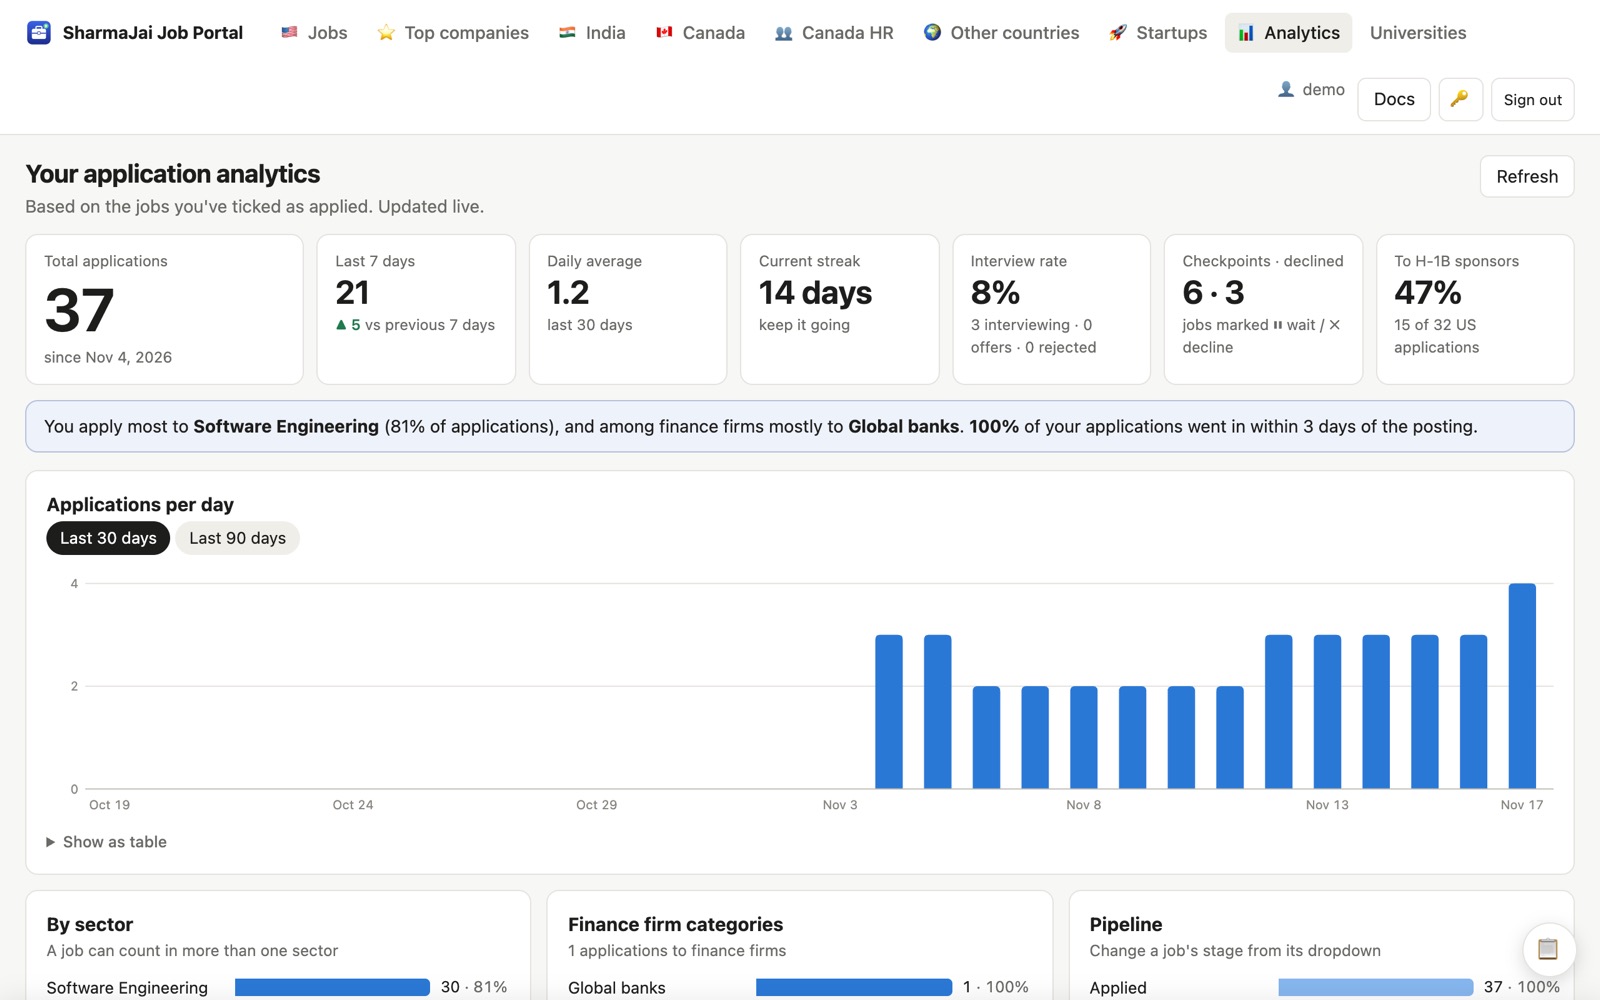 SharmaJai Job Portal
Jobs
Top companies
India
Canada
Canada HR
Other countries
Startups
Analytics
Universities
demo
Docs
Sign out
Your application analytics
Refresh
Based on the jobs you've ticked as applied. Updated live.
Total applications
37
since Nov 4, 2026
Last 7 days
21
▲ 5 vs previous 7 days
Daily average
1.2
last 30 days
Current streak
14 days
keep it going
Interview rate
8%
3 interviewing · 0
offers · 0 rejected
Checkpoints · declined
6 · 3
jobs marked ⏸ wait / ✕
decline
To H-1B sponsors
47%
15 of 32 US
applications
You apply most to Software Engineering (81% of applications), and among finance firms mostly to Global banks. 100% of your applications went in within 3 days of the posting.
Applications per day
Last 30 days
Last 90 days
4
2
0
Oct 19
Oct 24
Oct 29
Nov 3
Nov 8
Nov 13
Nov 17
▶ Show as table
By sector
A job can count in more than one sector
Software Engineering 30 · 81%
Finance firm categories
1 applications to finance firms
Global banks 1 · 100%
Pipeline
Change a job's stage from its dropdown
Applied 37 · 100%